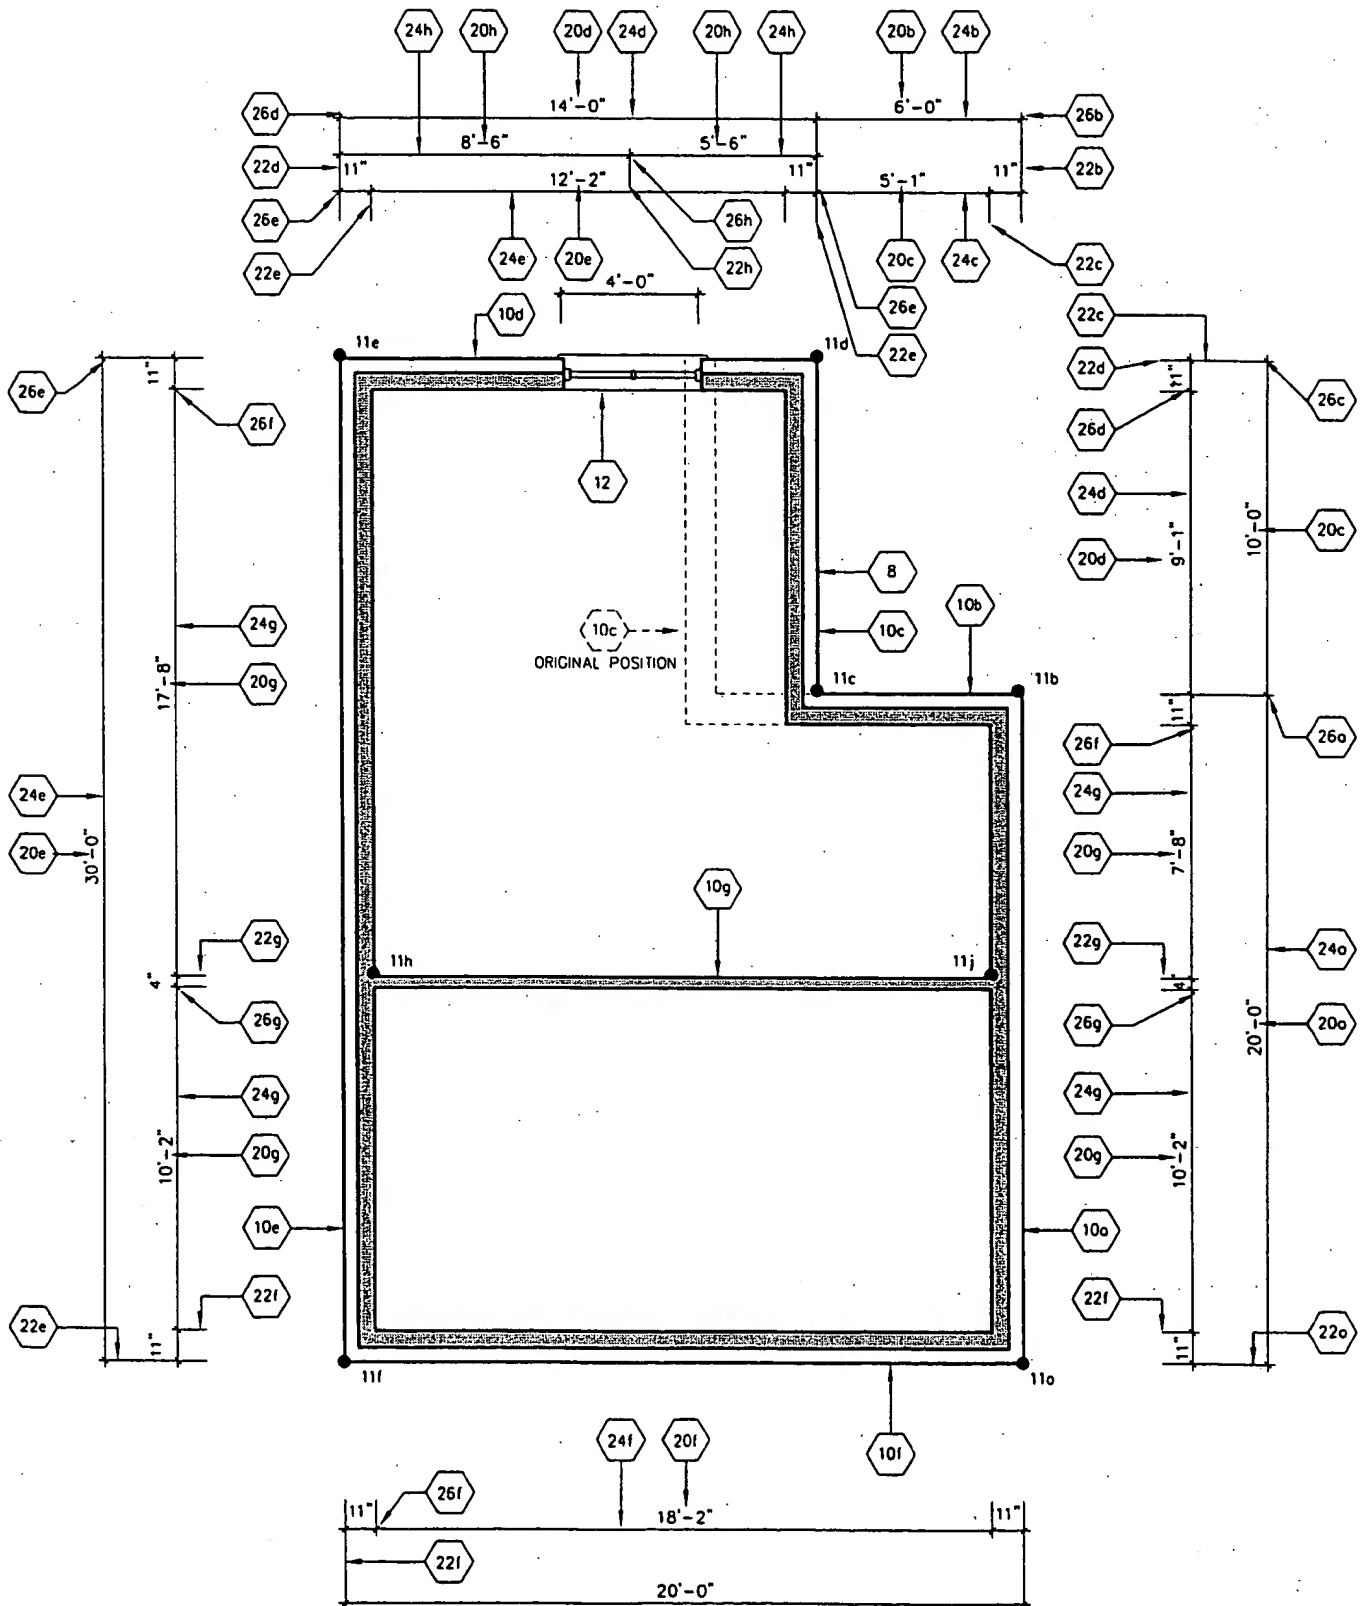 24h 20h 20d 24d 20h 24h 20b 24b
26d 14'-0" 6'-0" 26b
8'-6" 5'-6"
22d 11" 11" 11" 22b
12'-2" 5'-1"
26e 26h
22e 24e 20e 22h 20c 24c 22c
4'-0" 26e
10d 22c
11e 11d 22e
22d
26e 11" 11" 26c
26f 26d
12 24d
9'-1" 10'-0" 20c
20d
8
10b
24g 10c 10c
ORIGINAL POSITION
17'-8" 20g
11c 11b
11" 26a
26f
24e 24g
20e 30'-0" 7'-8" 20g
10g
22g 11h 11j 22g 24a
4" 4"
26g 26g 20'-0" 20a
24g 24g
10'-2" 20g 10'-2" 20g
10e 10a
22f 22f
22e 11" 11" 22a
11f 11a
24f 20f 10f
26f
11" 18'-2" 11"
22f
20'-0"